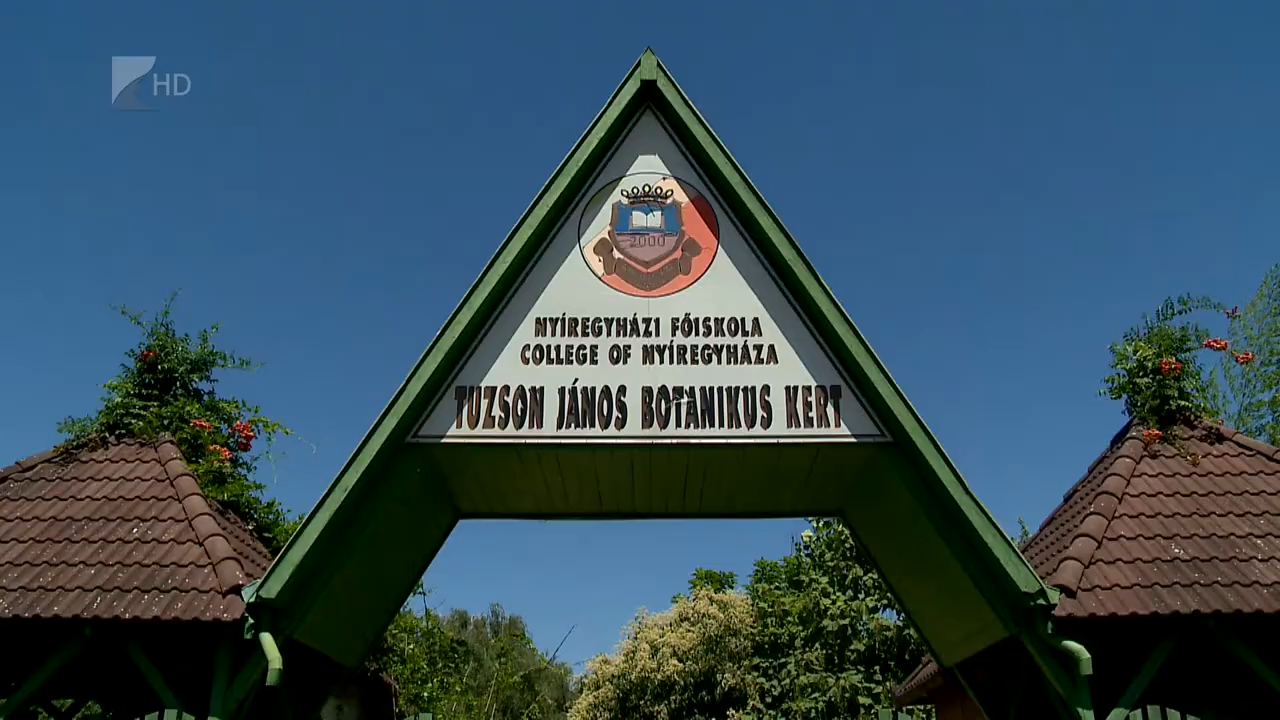 HD
2000
NYÍREGYHÁZI FŐISKOLA
COLLEGE OF NYÍREGYHÁZA
TUZSON JÁNOS BOTANIKUS KERT